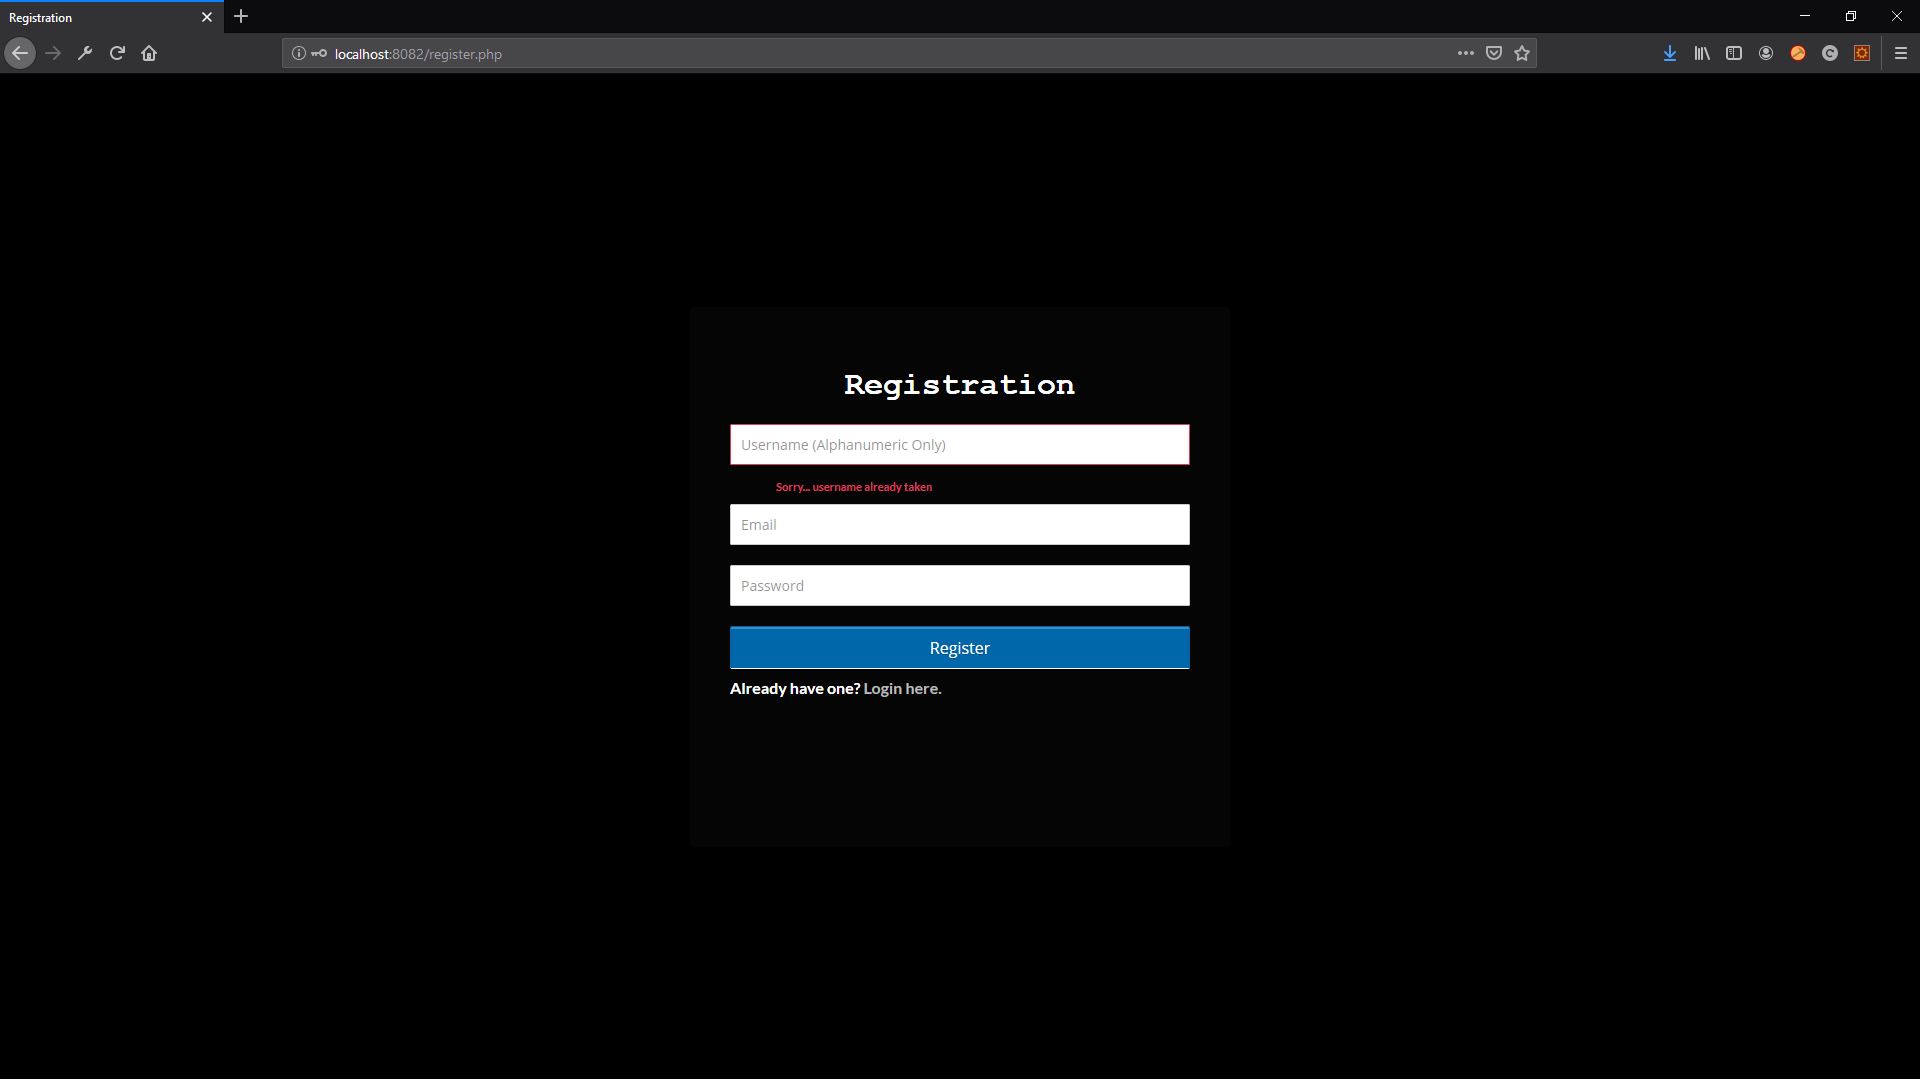 Registration
localhost:8082/register.php
Registration
Username (Alphanumeric Only)
Sorry... username already taken
Email
Password
Register
Already have one? Login here.